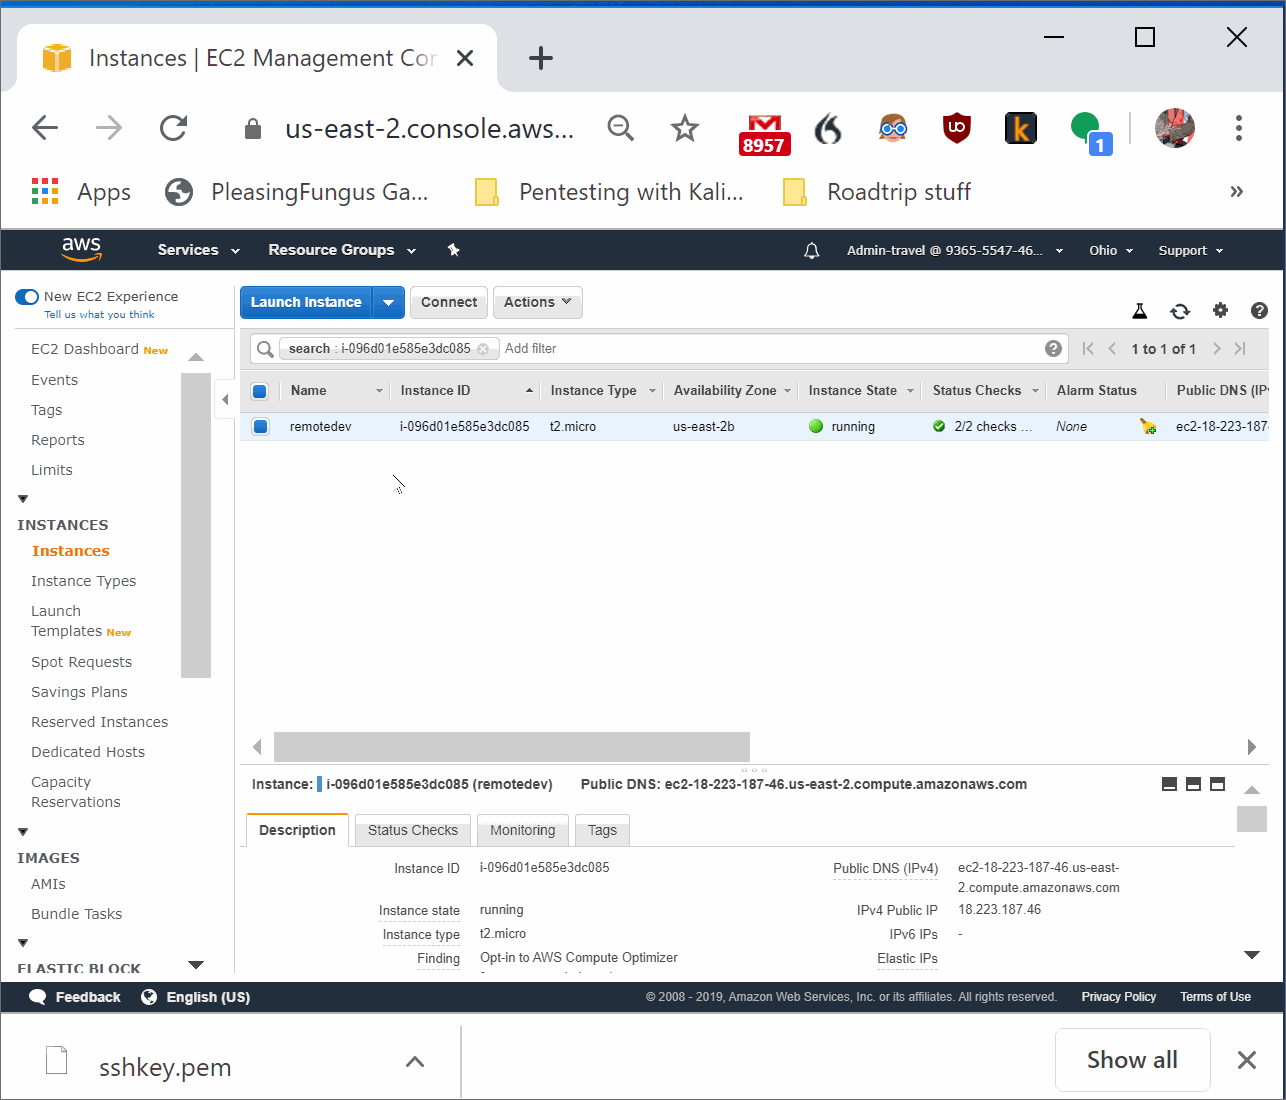 Instances | EC2 Management Cor
us-east-2.console.aws...
8957
1
Apps
PleasingFungus Ga...
Pentesting with Kali...
Roadtrip stuff
»
aws
Services
Resource Groups
Admin-travel @ 9365-5547-46...
Ohio
Support
New EC2 Experience
Tell us what you think
EC2 Dashboard New
Events
Tags
Reports
Limits
INSTANCES
Instances
Instance Types
Launch
Templates New
Spot Requests
Savings Plans
Reserved Instances
Dedicated Hosts
Capacity
Reservations
IMAGES
AMIs
Bundle Tasks
ELASTIC BLOCK
Launch Instance
Connect
Actions
search : i-096d01e585e3dc085
Add filter
1 to 1 of 1
Name
Instance ID
Instance Type
Availability Zone
Instance State
Status Checks
Alarm Status
Public DNS (IPv
remotedev
i-096d01e585e3dc085
t2.micro
us-east-2b
running
2/2 checks ...
None
ec2-18-223-187-
Instance: i-096d01e585e3dc085 (remotedev)
Public DNS: ec2-18-223-187-46.us-east-2.compute.amazonaws.com
Description
Status Checks
Monitoring
Tags
Instance ID
i-096d01e585e3dc085
Instance state
running
Instance type
t2.micro
Finding
Opt-in to AWS Compute Optimizer
Public DNS (IPv4)
ec2-18-223-187-46.us-east-
2.compute.amazonaws.com
IPv4 Public IP
18.223.187.46
IPv6 IPs
-
Elastic IPs
Feedback
English (US)
© 2008 - 2019, Amazon Web Services, Inc. or its affiliates. All rights reserved.
Privacy Policy
Terms of Use
sshkey.pem
Show all